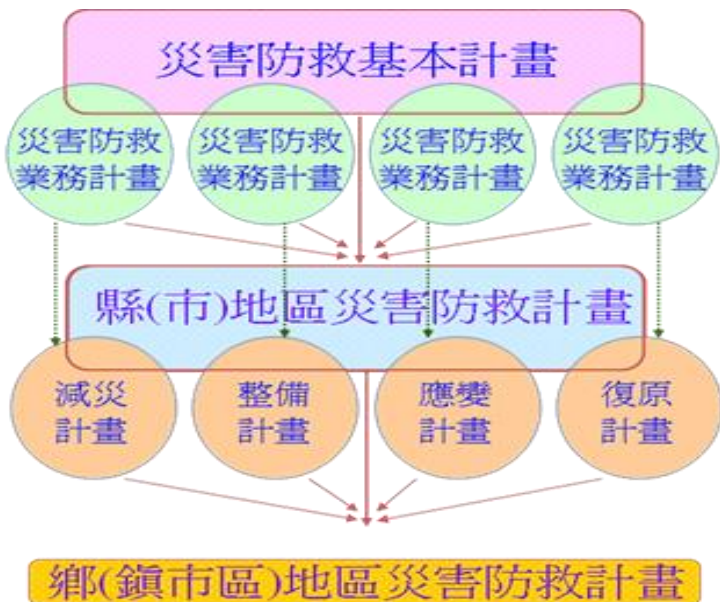 災害防救基本計畫
災害防救
業務計畫
災害防救
業務計畫
災害防救
業務計畫
災害防救
業務計畫
縣(市)地區災害防救計畫
減災
計畫
整備
計畫
應變
計畫
復原
計畫
鄉(鎮市區)地區災害防救計畫